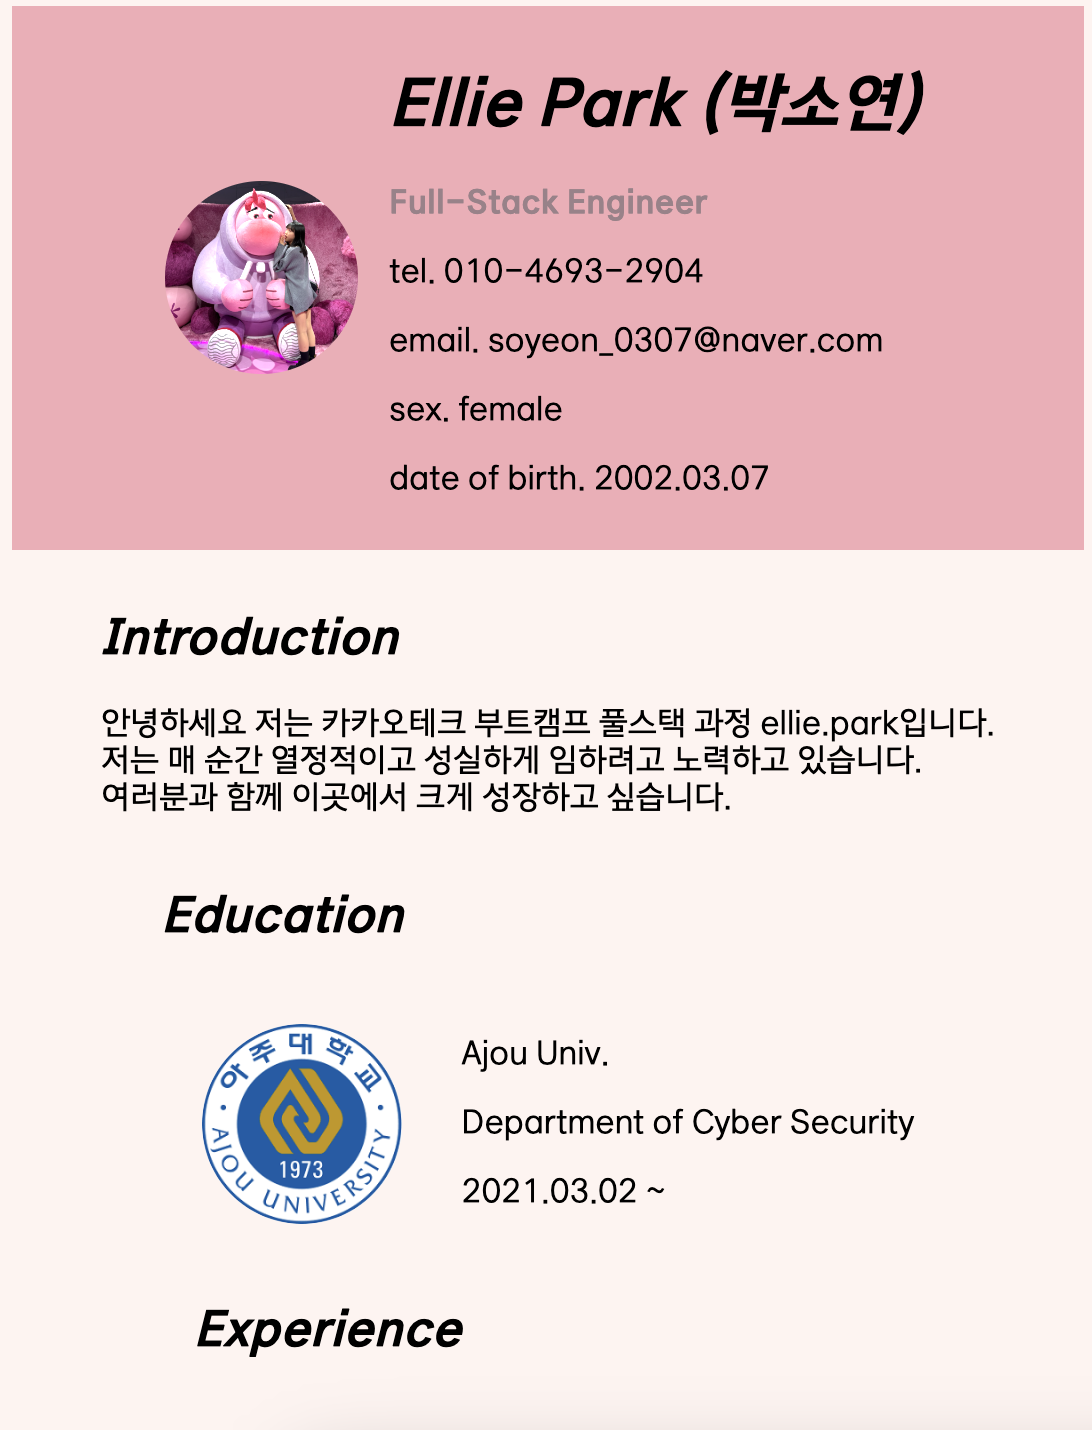 Ellie Park (박소연)
Full-Stack Engineer
tel. 010-4693-2904
email. soyeon_0307@naver.com
sex. female
date of birth. 2002.03.07
Introduction
안녕하세요 저는 카카오테크 부트캠프 풀스택 과정 ellie.park입니다.
저는 매 순간 열정적이고 성실하게 임하려고 노력하고 있습니다.
여러분과 함께 이곳에서 크게 성장하고 싶습니다.
Education
아주대학교
1973
AJOU UNIVERSITY
Ajou Univ.
Department of Cyber Security
2021.03.02 ~
Experience